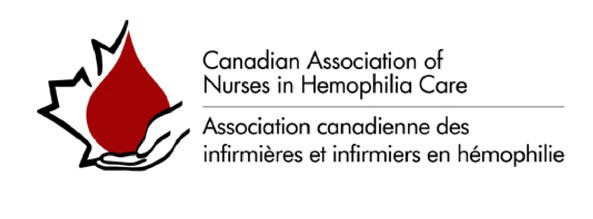 Canadian Association of
Nurses in Hemophilia Care
Association canadienne des
infirmières et infirmiers en hémophilie